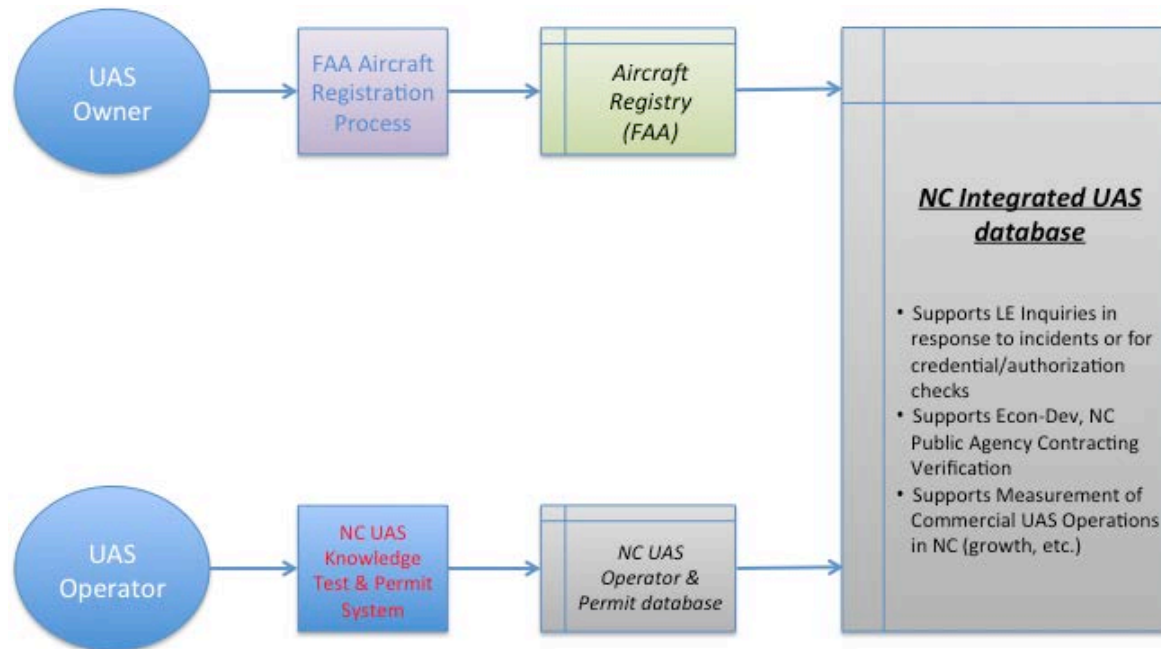 UAS
Owner
FAA Aircraft
Registration
Process
Aircraft
Registry
(FAA)
NC Integrated UAS
database
• Supports LE Inquiries in
response to incidents or for
credential/authorization
checks
• Supports Econ-Dev, NC
Public Agency Contracting
Verification
• Supports Measurement of
Commercial UAS Operations
in NC (growth, etc.)
UAS
Operator
NC UAS
Knowledge
Test & Permit
System
NC UAS
Operator &
Permit database